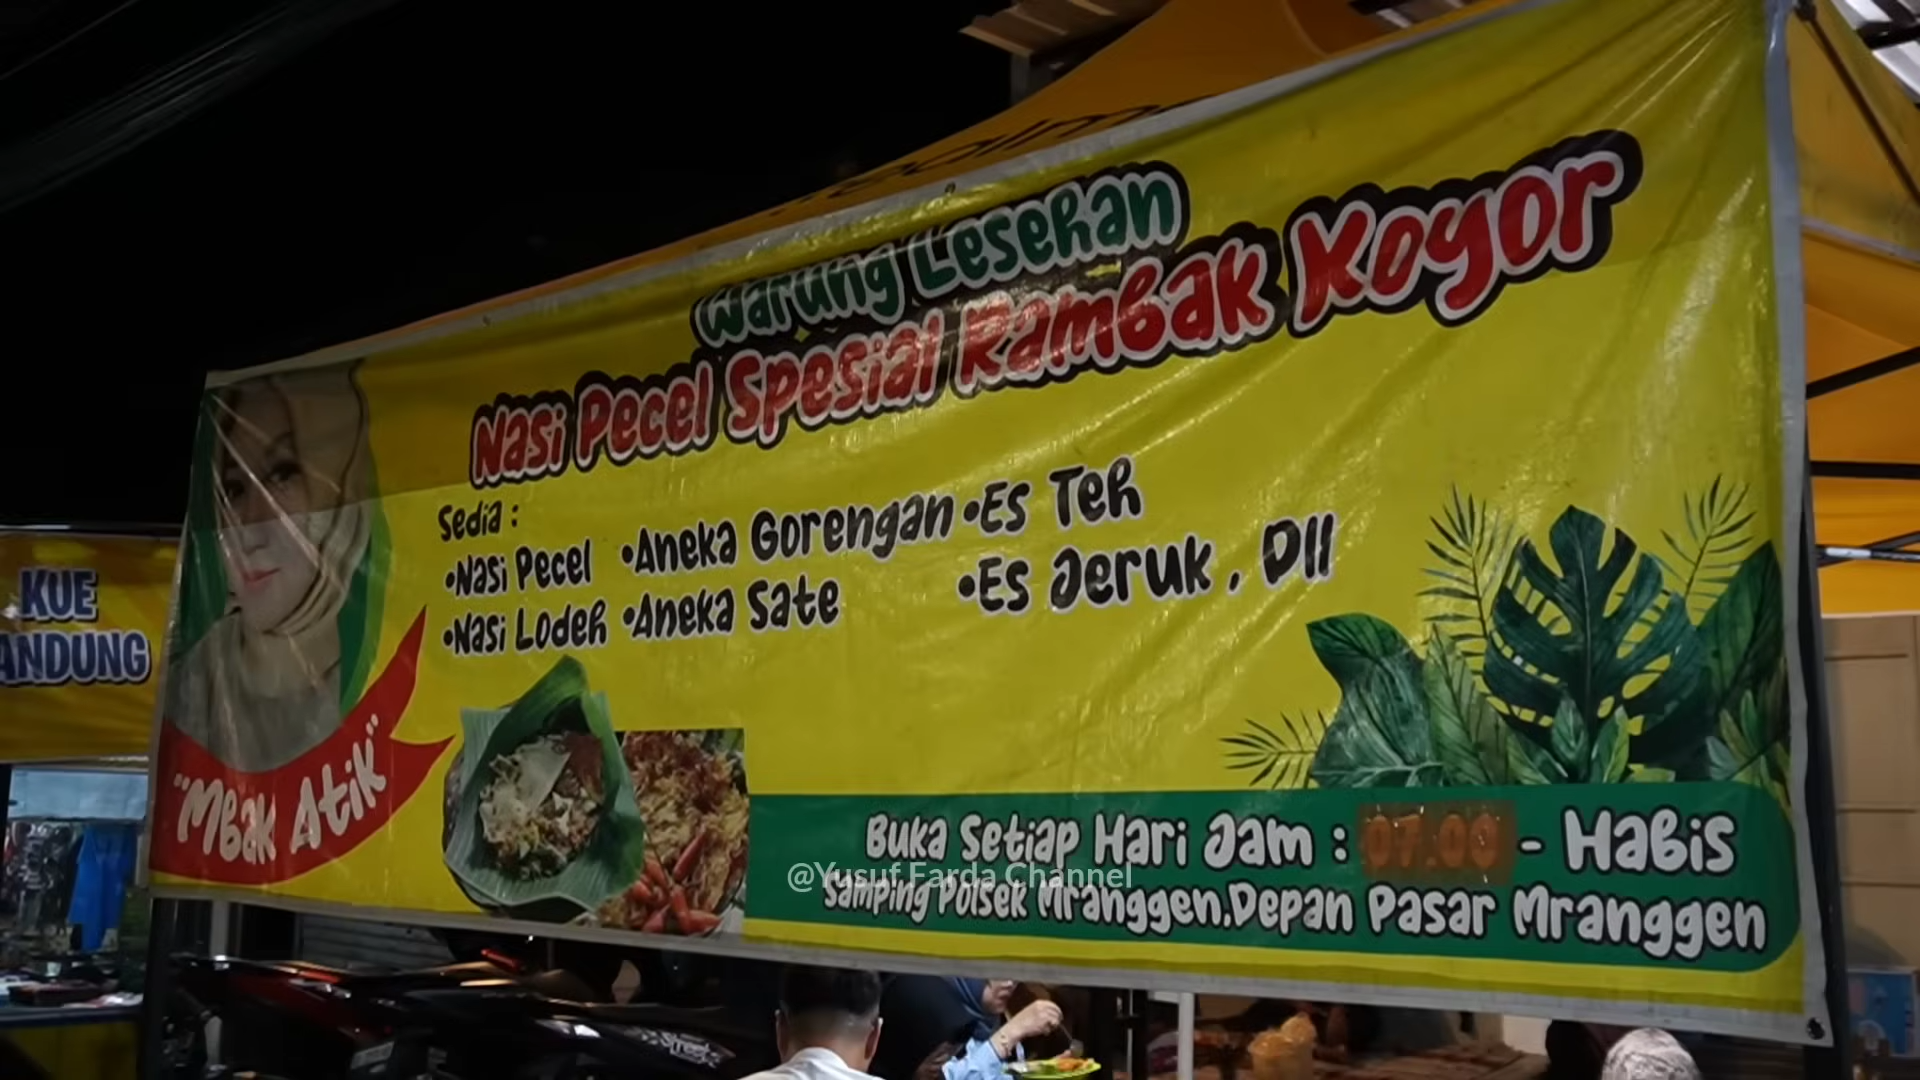 Warung Lesehan
Nasi Pecel Spesial Rambak Koyor
Sedia :
•Nasi Pecel •Aneka Gorengan •Es Teh
•Nasi Lodeh •Aneka Sate •Es Jeruk , Dll
"Mbak Atik"
Buka Setiap Hari Jam : 07.00 - Habis
Samping Polsek Mranggen,Depan Pasar Mranggen
@Yusuf Farda Channel
KUE
ANDUNG
Street